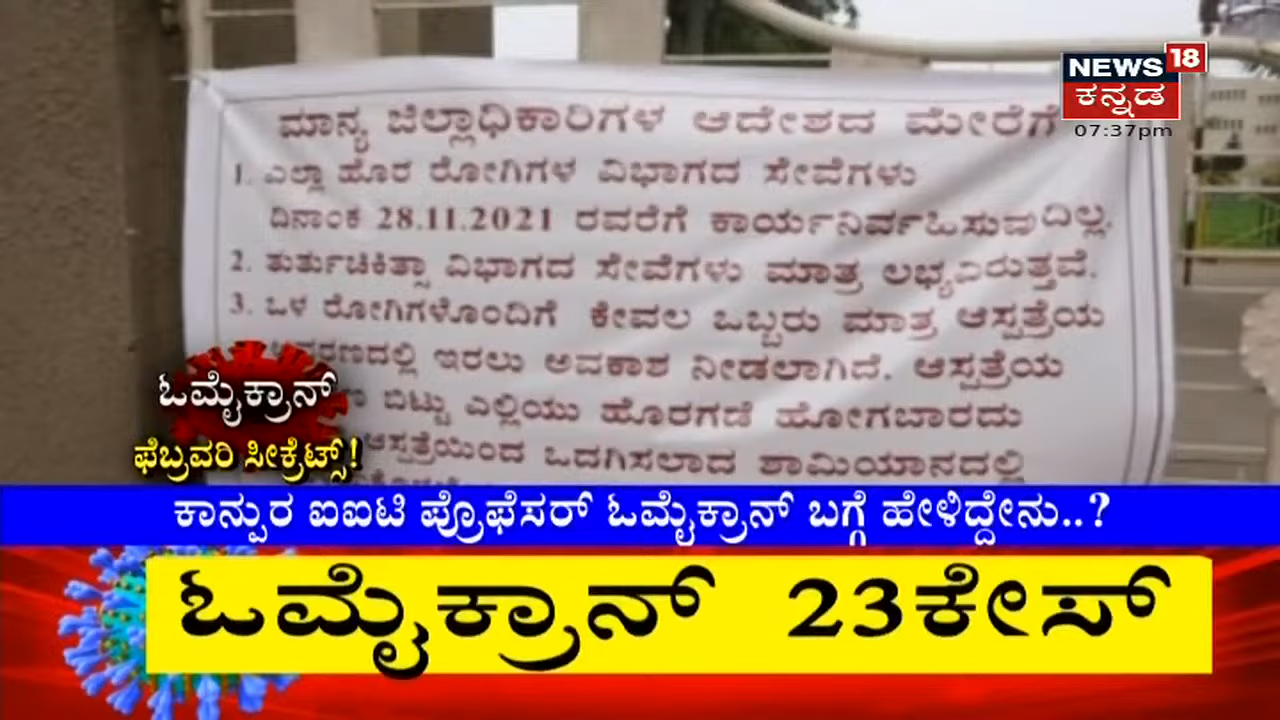 NEWS 18
ಕನ್ನಡ
07:37pm
ಮಾನ್ಯ ಜಿಲ್ಲಾಧಿಕಾರಿಗಳ ಆದೇಶದ ಮೇರೆಗೆ
1. ಎಲ್ಲಾ ಹೊರ ರೋಗಿಗಳ ವಿಭಾಗದ ಸೇವೆಗಳು
ದಿನಾಂಕ 28.11.2021 ರವರೆಗೆ ಕಾರ್ಯನಿರ್ವಹಿಸುವುದಿಲ್ಲ.
2. ತುರ್ತುಚಿಕಿತ್ಸಾ ವಿಭಾಗದ ಸೇವೆಗಳು ಮಾತ್ರ ಲಭ್ಯವಿರುತ್ತವೆ.
3. ಒಳ ರೋಗಿಗಳೊಂದಿಗೆ ಕೇವಲ ಒಬ್ಬರು ಮಾತ್ರ ಆಸ್ಪತ್ರೆಯ
ಇರಲು ಅವಕಾಶ ನೀಡಲಾಗಿದೆ. ಆಸ್ಪತ್ರೆಯ
ಬಿಟ್ಟು ಎಲ್ಲಿಯು ಹೊರಗಡೆ ಹೋಗಬಾರದು
ಆಸ್ಪತ್ರೆಯಿಂದ ಒದಗಿಸಲಾದ ಶಾಮಿಯಾನದಲ್ಲಿ
ಓಮೈಕ್ರಾನ್
ಫೆಬ್ರವರಿ ಸೀಕ್ರೆಟ್ಸ್!
ಕಾನ್ಪುರ ಐಐಟಿ ಪ್ರೊಫೆಸರ್ ಓಮೈಕ್ರಾನ್ ಬಗ್ಗೆ ಹೇಳಿದ್ದೇನು..?
ಓಮೈಕ್ರಾನ್ 23ಕೇಸ್